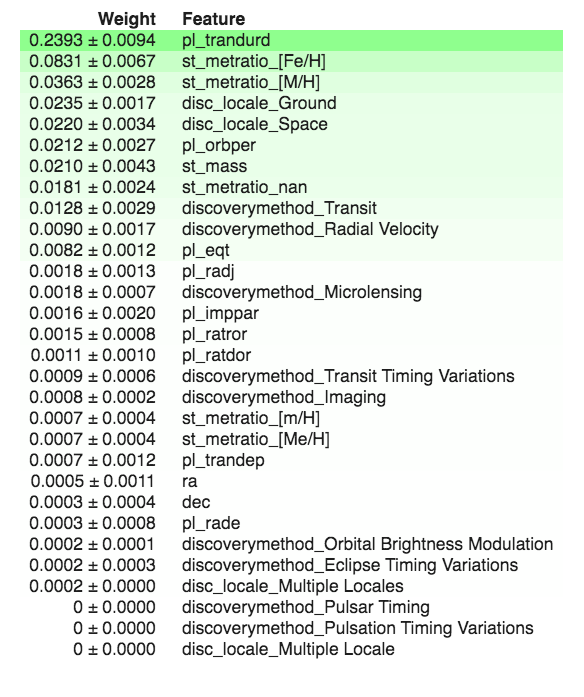 Weight Feature
0.2393 ± 0.0094 pl_trandurd
0.0831 ± 0.0067 st_metratio_[Fe/H]
0.0363 ± 0.0028 st_metratio_[M/H]
0.0235 ± 0.0017 disc_locale_Ground
0.0220 ± 0.0034 disc_locale_Space
0.0212 ± 0.0027 pl_orbper
0.0210 ± 0.0043 st_mass
0.0181 ± 0.0024 st_metratio_nan
0.0128 ± 0.0029 discoverymethod_Transit
0.0090 ± 0.0017 discoverymethod_Radial Velocity
0.0082 ± 0.0012 pl_eqt
0.0018 ± 0.0013 pl_radj
0.0018 ± 0.0007 discoverymethod_Microlensing
0.0016 ± 0.0020 pl_imppar
0.0015 ± 0.0008 pl_ratror
0.0011 ± 0.0010 pl_ratdor
0.0009 ± 0.0006 discoverymethod_Transit Timing Variations
0.0008 ± 0.0002 discoverymethod_Imaging
0.0007 ± 0.0004 st_metratio_[m/H]
0.0007 ± 0.0004 st_metratio_[Me/H]
0.0007 ± 0.0012 pl_trandep
0.0005 ± 0.0011 ra
0.0003 ± 0.0004 dec
0.0003 ± 0.0008 pl_rade
0.0002 ± 0.0001 discoverymethod_Orbital Brightness Modulation
0.0002 ± 0.0003 discoverymethod_Eclipse Timing Variations
0.0002 ± 0.0000 disc_locale_Multiple Locales
0 ± 0.0000 discoverymethod_Pulsar Timing
0 ± 0.0000 discoverymethod_Pulsation Timing Variations
0 ± 0.0000 disc_locale_Multiple Locale